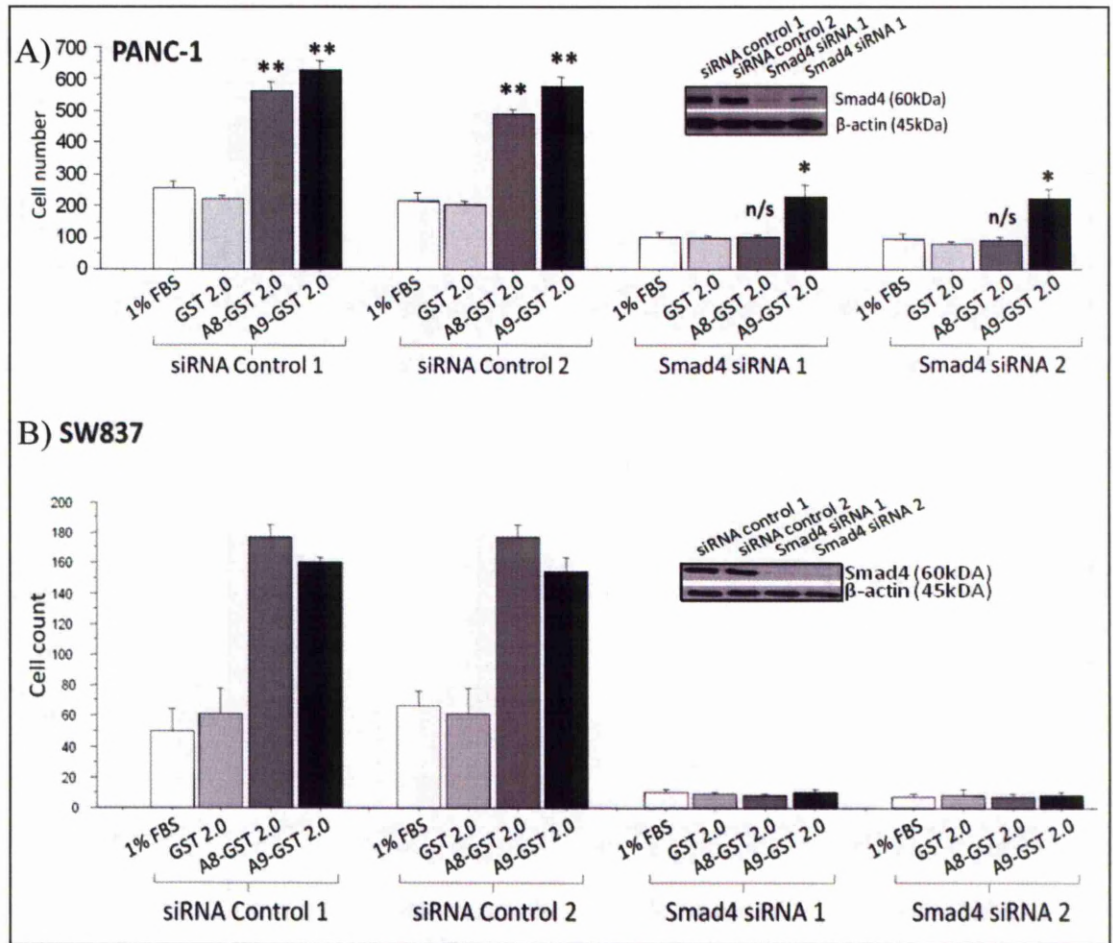 A) PANC-1
siRNA control 1
siRNA control 2
Smad4 siRNA 1
Smad4 siRNA 1
Smad4 (60kDa)
β-actin (45kDa)
Cell number
700
600
500
400
300
200
100
0
**
**
**
**
n/s
*
n/s
*
1% FBS
GST 2.0
A8-GST 2.0
A9-GST 2.0
1% FBS
GST 2.0
A8-GST 2.0
A9-GST 2.0
1% FBS
GST 2.0
A8-GST 2.0
A9-GST 2.0
1% FBS
GST 2.0
A8-GST 2.0
A9-GST 2.0
siRNA Control 1
siRNA Control 2
Smad4 siRNA 1
Smad4 siRNA 2
B) SW837
siRNA control 1
siRNA control 2
Smad4 siRNA 1
Smad4 siRNA 2
Smad4 (60kDA)
β-actin (45kDA)
Cell count
200
180
160
140
120
100
80
60
40
20
0
1% FBS
GST 2.0
A8-GST 2.0
A9-GST 2.0
1% FBS
GST 2.0
A8-GST 2.0
A9-GST 2.0
1% FBS
GST 2.0
A8-GST 2.0
A9-GST 2.0
1% FBS
GST 2.0
A8-GST 2.0
A9-GST 2.0
siRNA Control 1
siRNA Control 2
Smad4 siRNA 1
Smad4 siRNA 2